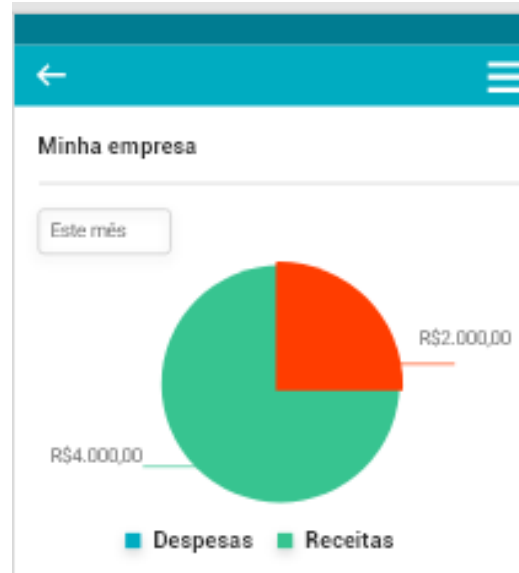 Minha empresa
Este mês
R$2.000,00
R$4.000,00
Despesas Receitas